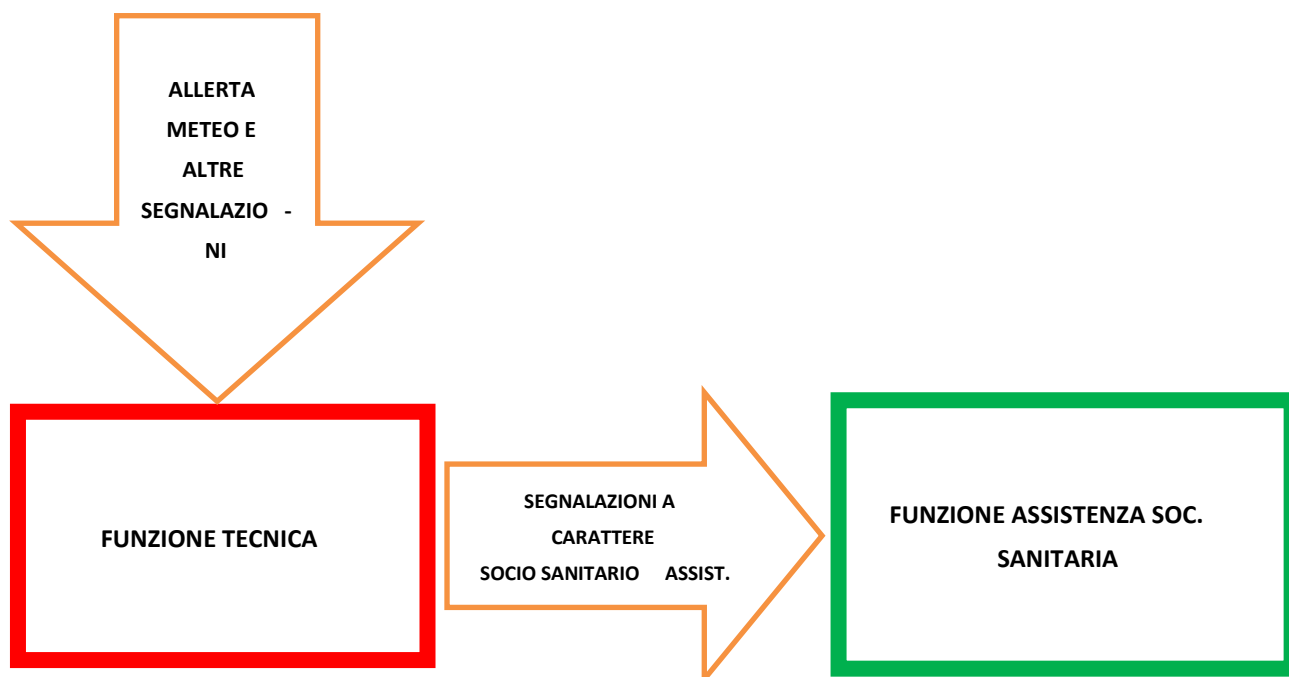 ALLERTA
METEO E
ALTRE
SEGNALAZIO -
NI
FUNZIONE TECNICA
SEGNALAZIONI A
CARATTERE
SOCIO SANITARIO ASSIST.
FUNZIONE ASSISTENZA SOC.
SANITARIA